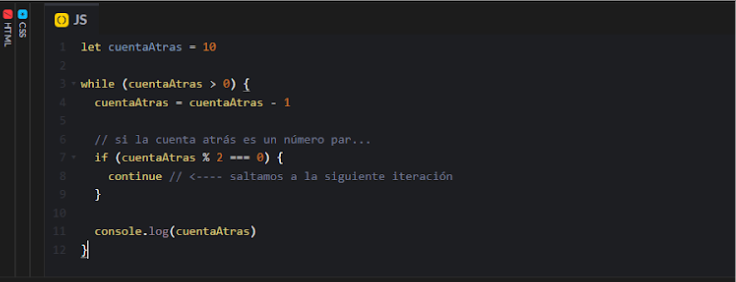 HTML
CSS
JS
1 let cuentaAtras = 10
2
3 while (cuentaAtras > 0) {
4 cuentaAtras = cuentaAtras - 1
5
6 // si la cuenta atrás es un número par...
7 if (cuentaAtras % 2 === 0) {
8 continue // <---- saltamos a la siguiente iteración
9 }
10
11 console.log(cuentaAtras)
12 }